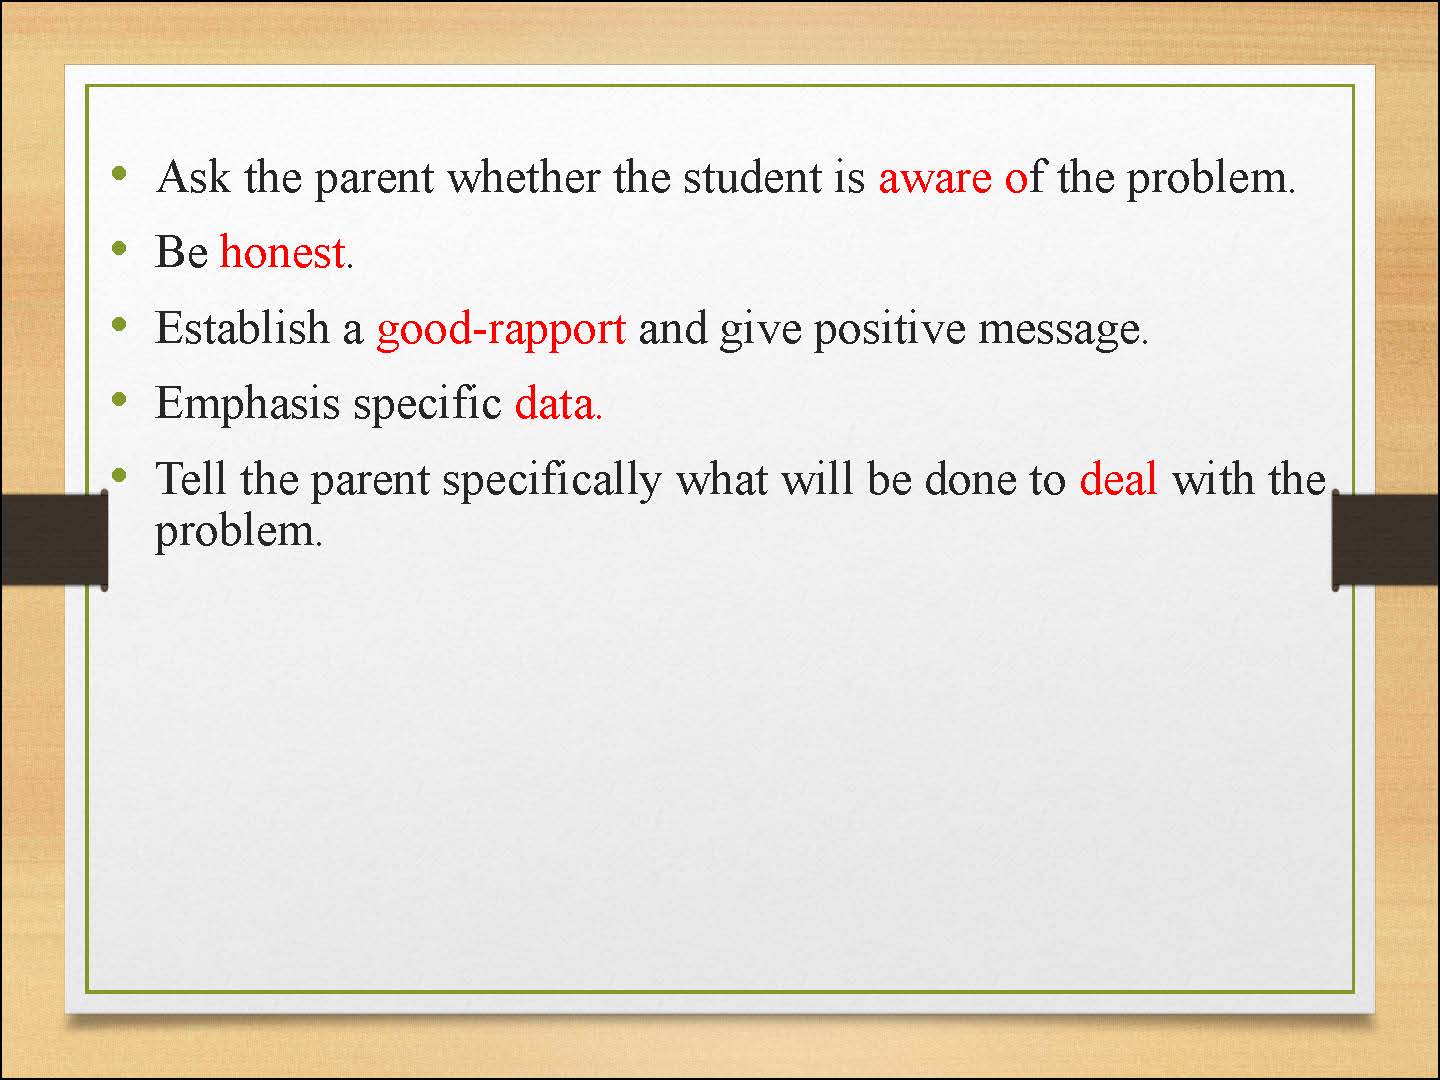 • Ask the parent whether the student is aware of the problem.
• Be honest.
• Establish a good-rapport and give positive message.
• Emphasis specific data.
• Tell the parent specifically what will be done to deal with the
problem.